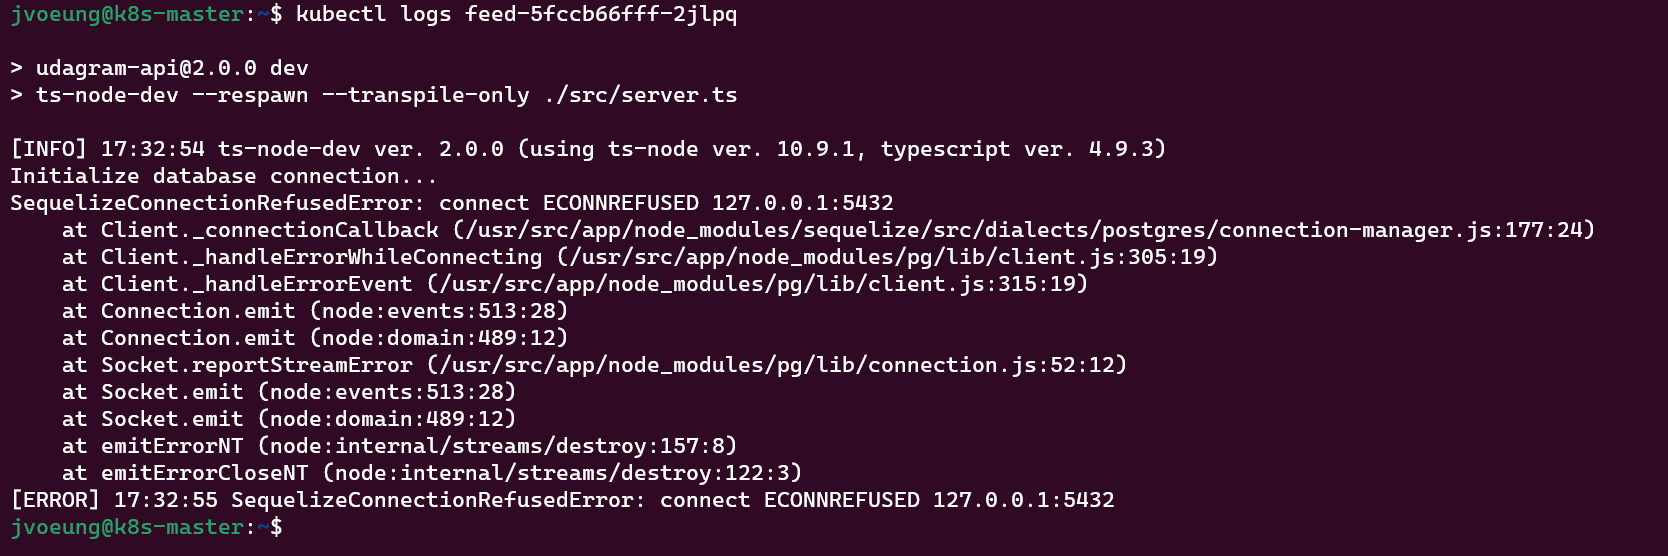 jvoeung@k8s-master:~$ kubectl logs feed-5fccb66fff-2jlpq
> udagram-api@2.0.0 dev
> ts-node-dev --respawn --transpile-only ./src/server.ts
[INFO] 17:32:54 ts-node-dev ver. 2.0.0 (using ts-node ver. 10.9.1, typescript ver. 4.9.3)
Initialize database connection...
SequelizeConnectionRefusedError: connect ECONNREFUSED 127.0.0.1:5432
    at Client._connectionCallback (/usr/src/app/node_modules/sequelize/src/dialects/postgres/connection-manager.js:177:24)
    at Client._handleErrorWhileConnecting (/usr/src/app/node_modules/pg/lib/client.js:305:19)
    at Client._handleErrorEvent (/usr/src/app/node_modules/pg/lib/client.js:315:19)
    at Connection.emit (node:events:513:28)
    at Connection.emit (node:domain:489:12)
    at Socket.reportStreamError (/usr/src/app/node_modules/pg/lib/connection.js:52:12)
    at Socket.emit (node:events:513:28)
    at Socket.emit (node:domain:489:12)
    at emitErrorNT (node:internal/streams/destroy:157:8)
    at emitErrorCloseNT (node:internal/streams/destroy:122:3)
[ERROR] 17:32:55 SequelizeConnectionRefusedError: connect ECONNREFUSED 127.0.0.1:5432
jvoeung@k8s-master:~$